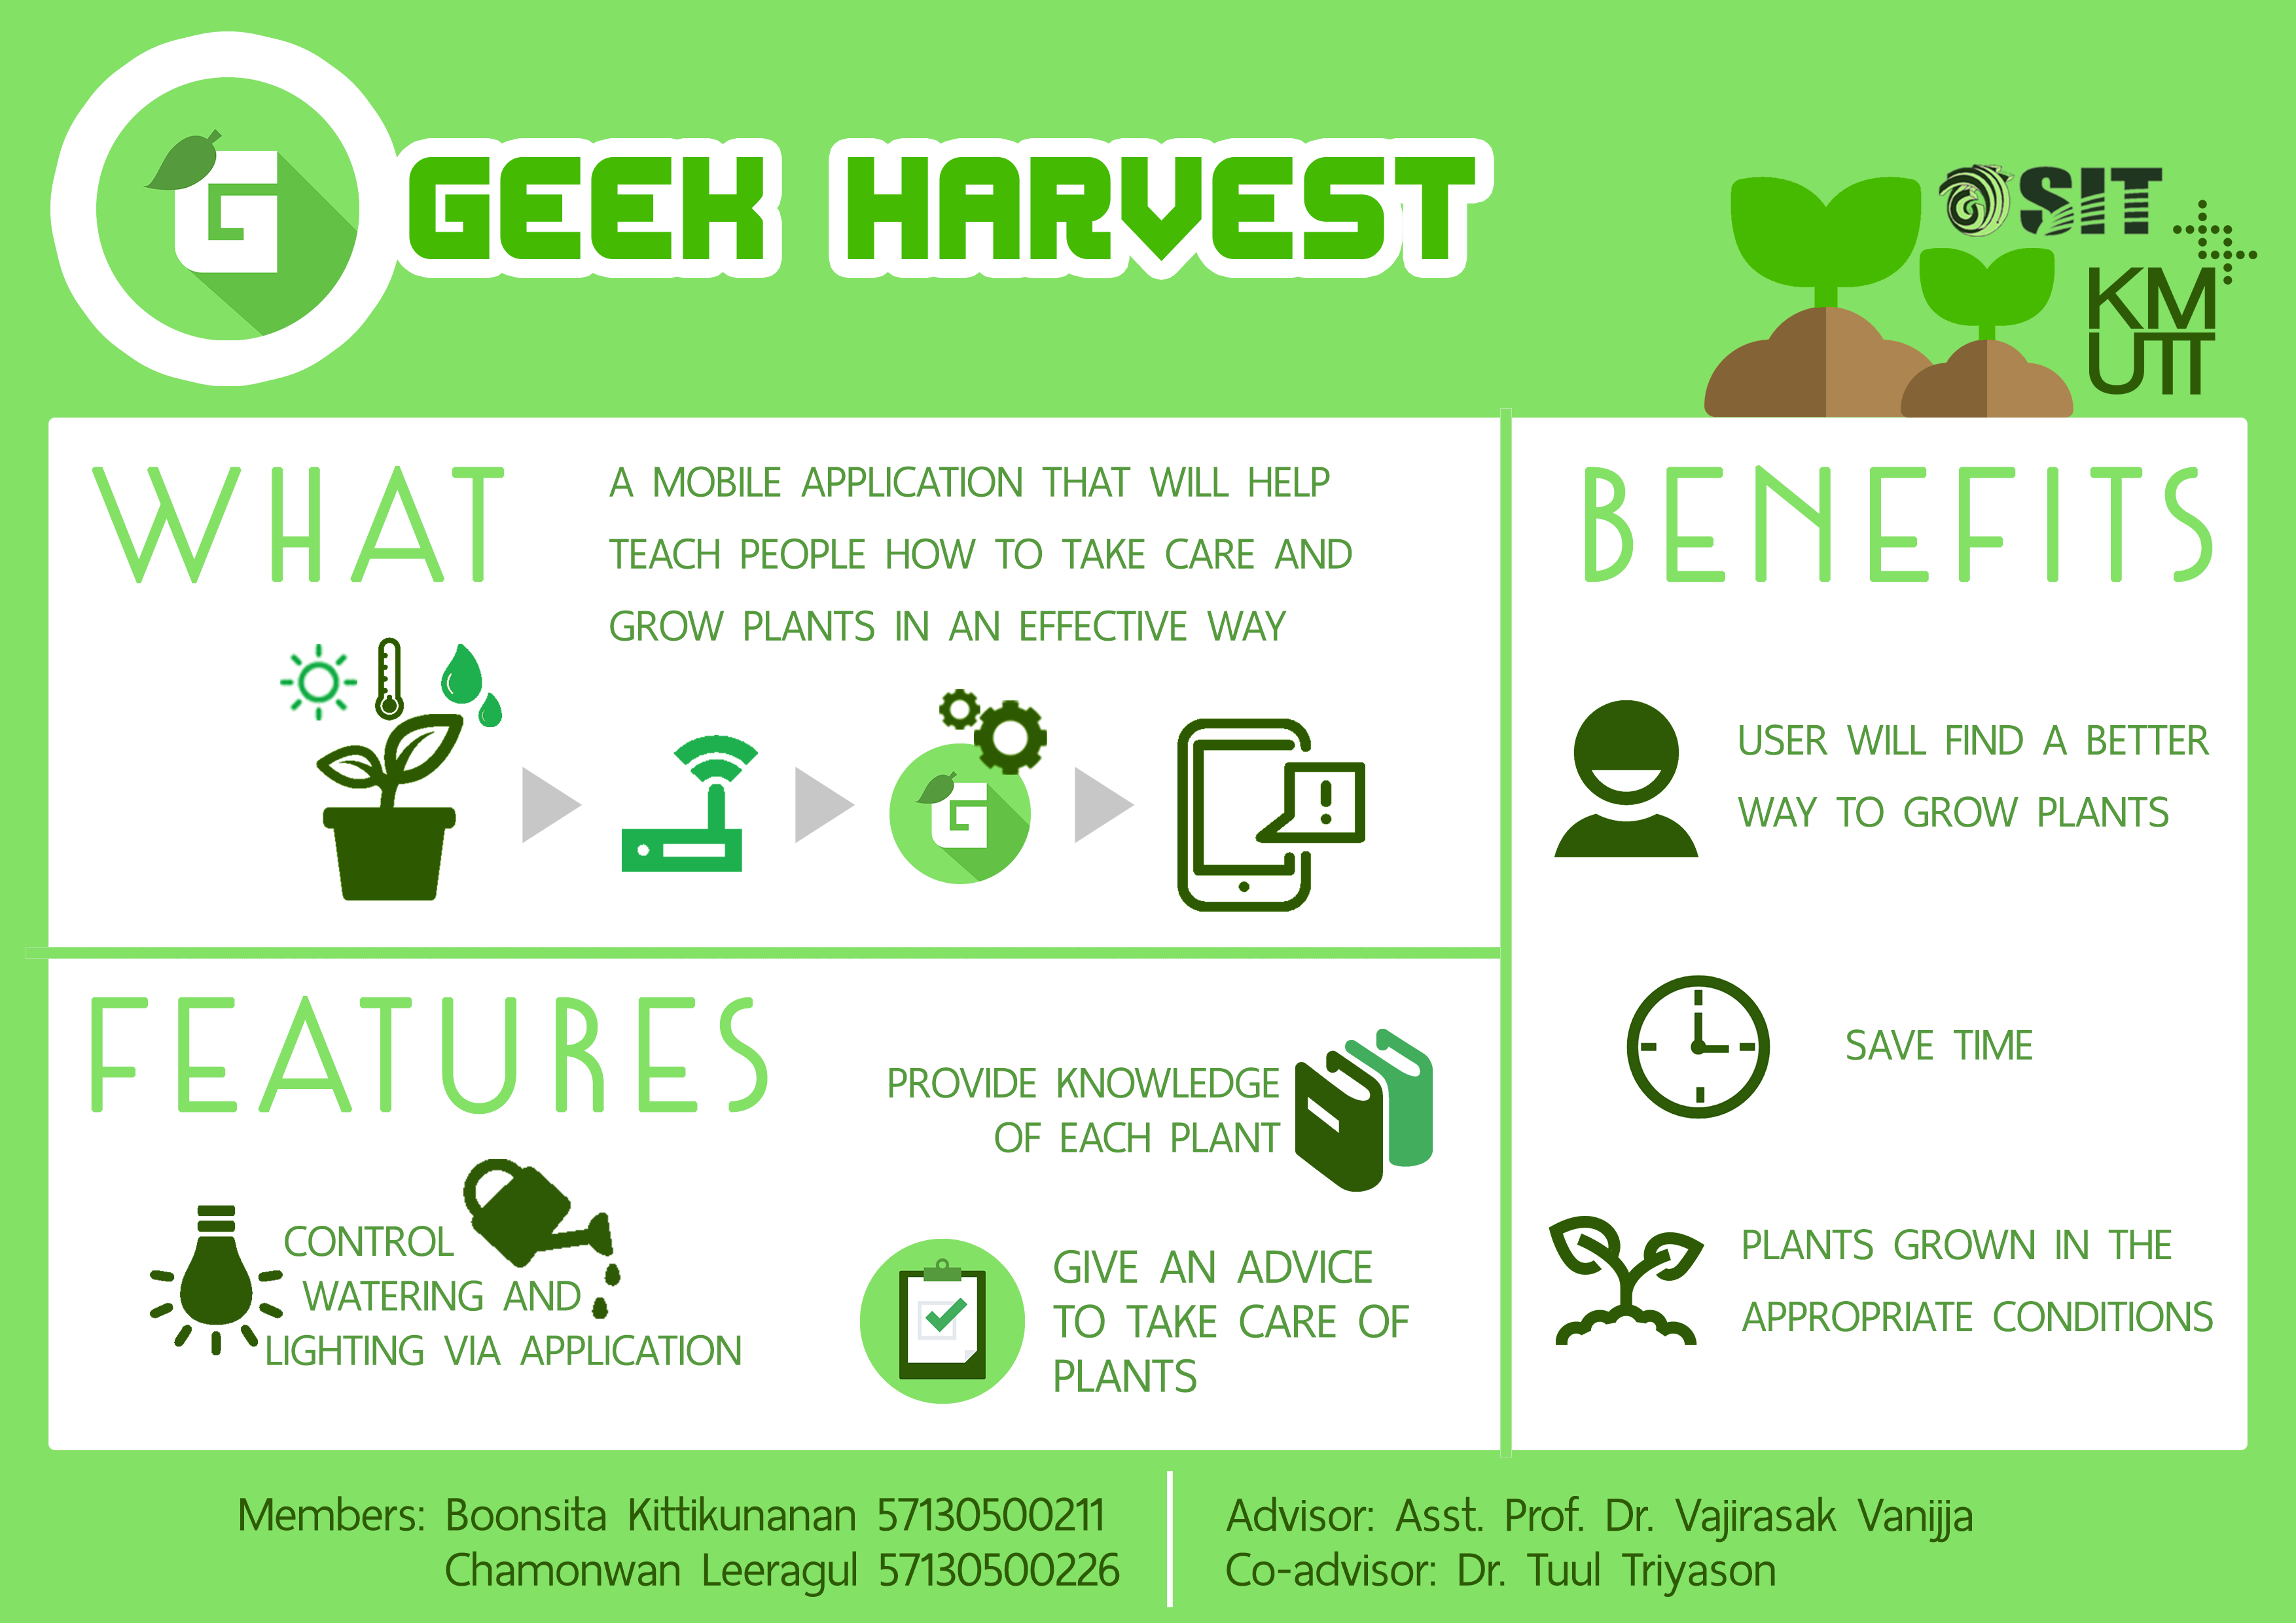 G
GEEK HARVEST
SIT
KM
UTT
WHAT
A MOBILE APPLICATION THAT WILL HELP
TEACH PEOPLE HOW TO TAKE CARE AND
GROW PLANTS IN AN EFFECTIVE WAY
G
!
FEATURES
CONTROL
WATERING AND
LIGHTING VIA APPLICATION
PROVIDE KNOWLEDGE
OF EACH PLANT
GIVE AN ADVICE
TO TAKE CARE OF
PLANTS
BENEFITS
USER WILL FIND A BETTER
WAY TO GROW PLANTS
SAVE TIME
PLANTS GROWN IN THE
APPROPRIATE CONDITIONS
Members: Boonsita Kittikunanan 57130500211
Chamonwan Leeragul 57130500226
Advisor: Asst. Prof. Dr. Vajjirasak Vanijja
Co-advisor: Dr. Tuul Triyason